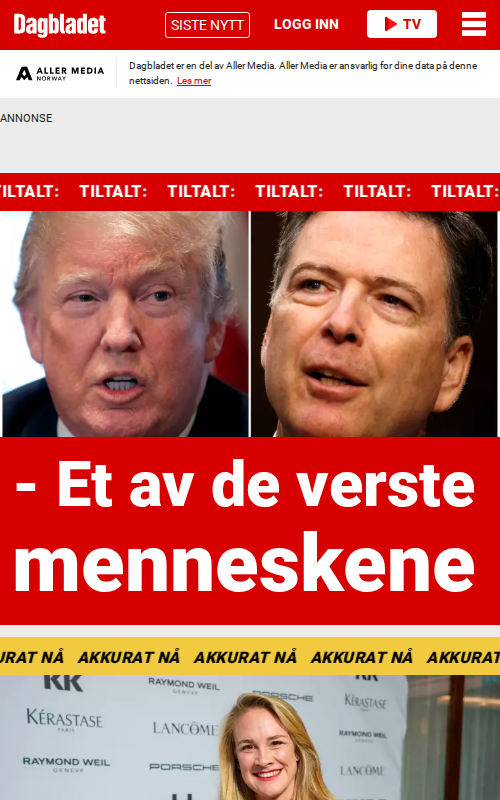 Dagbladet
SISTE NYTT
LOGG INN
TV
ALLER MEDIA
NORWAY
Dagbladet er en del av Aller Media. Aller Media er ansvarlig for dine data på denne
nettsiden. Les mer
ANNONSE
TILTALT: TILTALT: TILTALT: TILTALT: TILTALT: TILTALT:
- Et av de verste
menneskene
URAT NÅ AKKURAT NÅ AKKURAT NÅ AKKURAT NÅ AKKURAT
RK
RAYMOND WEIL
GENEVE
PORSCHE
KÉRASTASE
PARIS
LANCÔME
KÉRASTASE
RAYMOND WEIL
GENEVE
PORSCHE
RAYMOND WEIL
LANCÔME